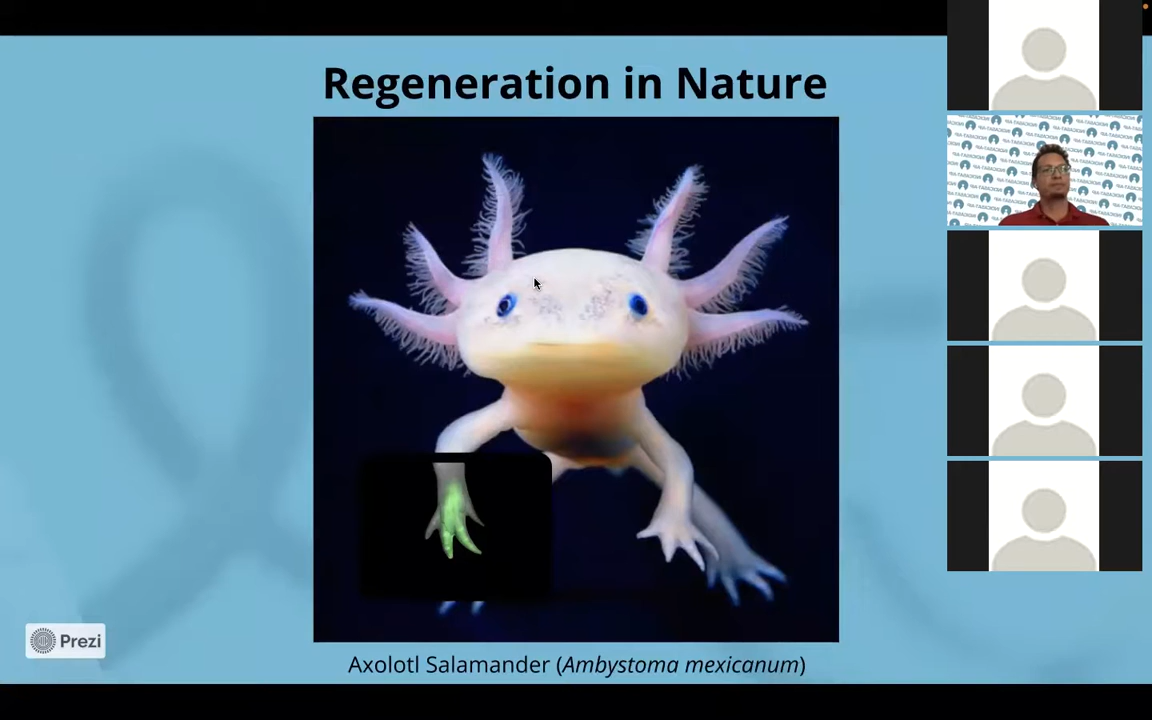 Regeneration in Nature
Prezi
Axolotl Salamander (Ambystoma mexicanum)